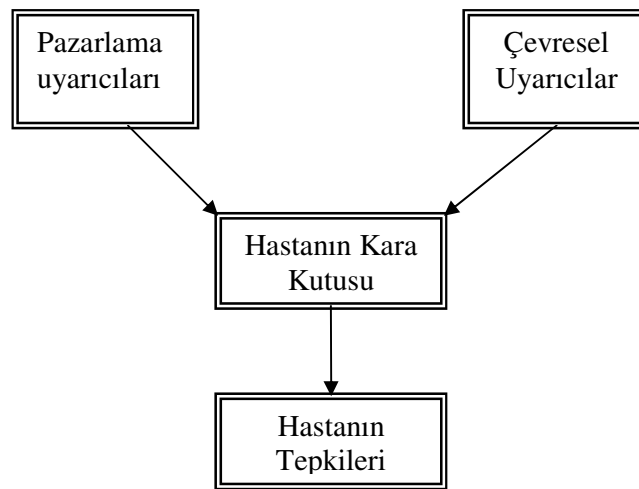 Pazarlama
uyarıcıları
Çevresel
Uyarıcılar
Hastanın Kara
Kutusu
Hastanın
Tepkileri